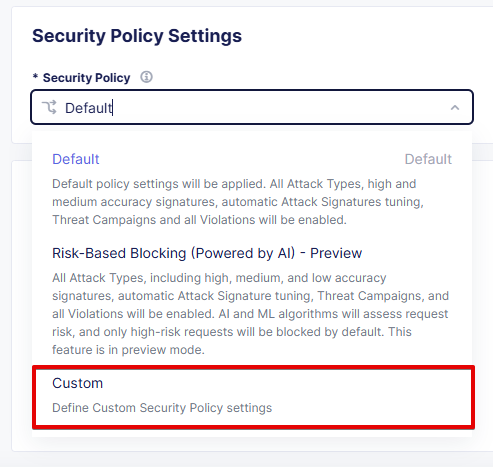 Security Policy Settings
* Security Policy
Default
Default Default
Default policy settings will be applied. All Attack Types, high and
medium accuracy signatures, automatic Attack Signatures tuning,
Threat Campaigns and all Violations will be enabled.
Risk-Based Blocking (Powered by AI) - Preview
All Attack Types, including high, medium, and low accuracy
signatures, automatic Attack Signature tuning, Threat Campaigns, and
all Violations will be enabled. AI and ML algorithms will assess request
risk, and only high-risk requests will be blocked by default. This
feature is in preview mode.
Custom
Define Custom Security Policy settings